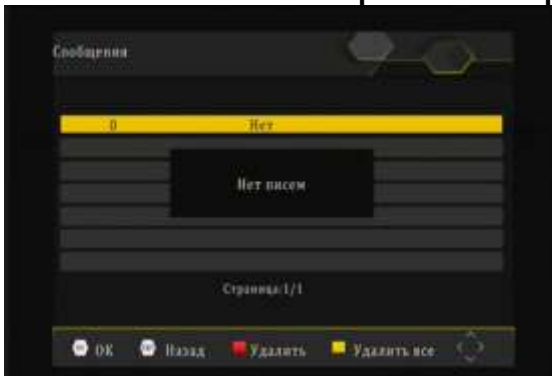 Сообщения
0 Нет
Нет писем
Страница:1/1
OK Назад Удалить Удалить все